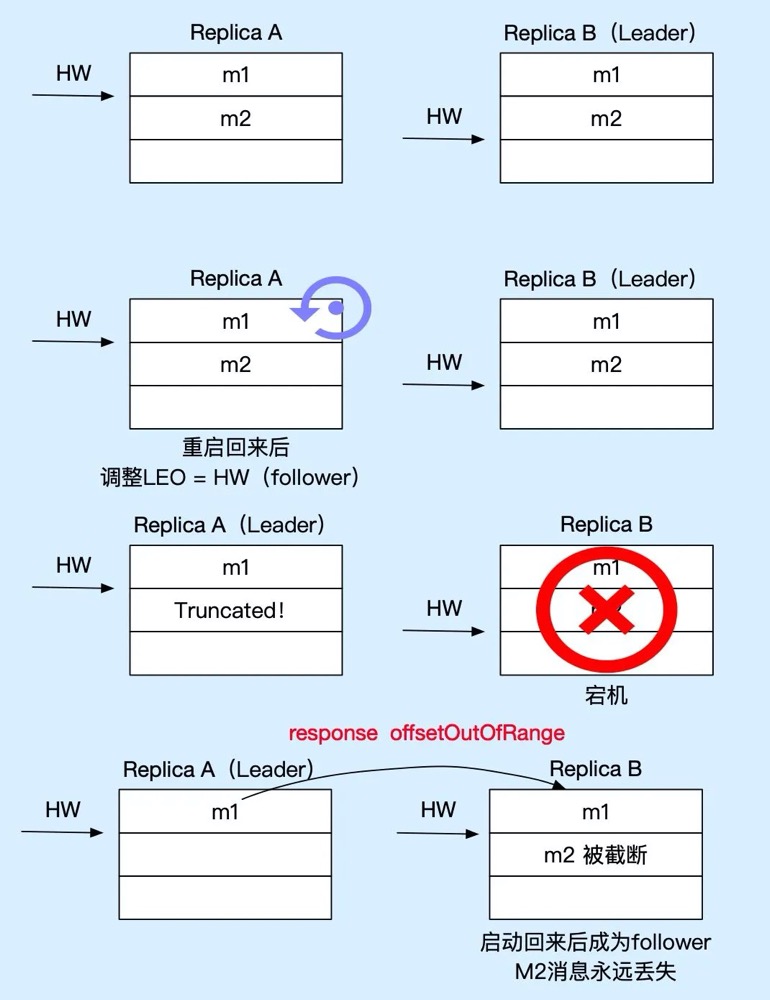 Replica A
Replica B（Leader）
HW
m1
m1
m2
HW
m2
Replica A
Replica B（Leader）
HW
m1
m1
m2
HW
m2
重启回来后
调整LEO = HW（follower）
Replica A（Leader）
Replica B
HW
m1
m1
Truncated！
HW
宕机
response offsetOutOfRange
Replica A（Leader）
Replica B
HW
m1
HW
m1
m2 被截断
启动回来后成为follower
M2消息永远丢失